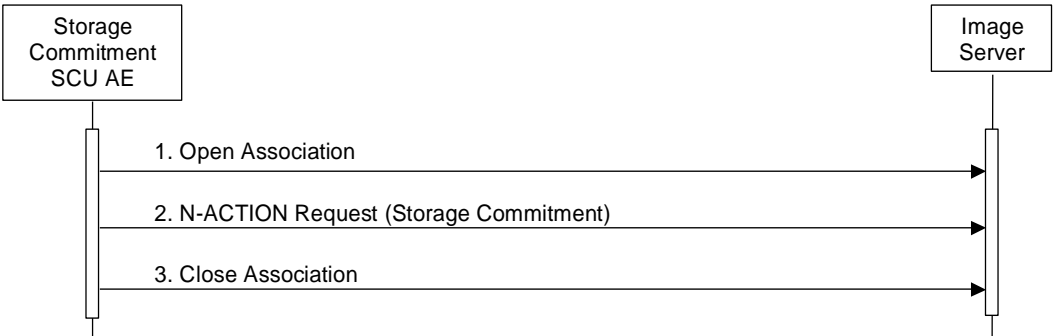 Storage
Commitment
SCU AE
Image
Server
1. Open Association
2. N-ACTION Request (Storage Commitment)
3. Close Association